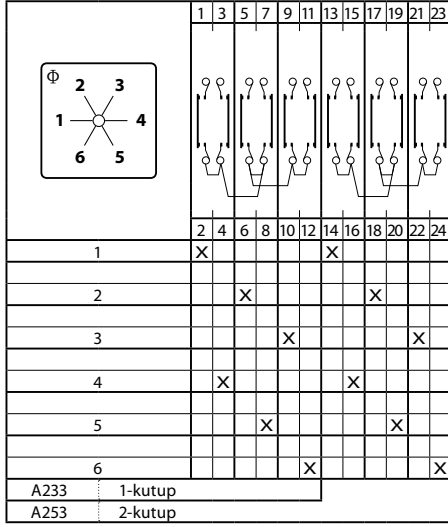 1 3 5 7 9 11 13 15 17 19 21 23
Φ
2 3
1 4
6 5
2 4 6 8 10 12 14 16 18 20 22 24
1 X X
2 X X
3 X X
4 X X
5 X X
6 X X
A233 1-kutup
A253 2-kutup